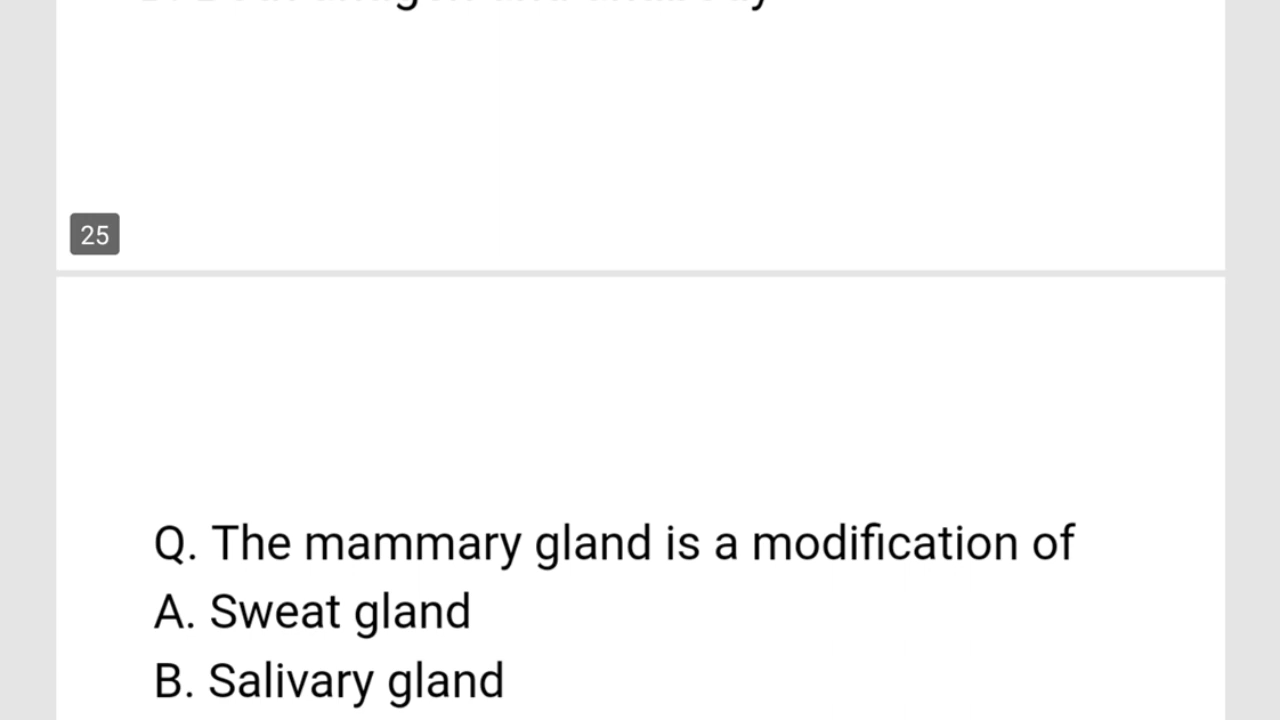 25
Q. The mammary gland is a modification of
A. Sweat gland
B. Salivary gland